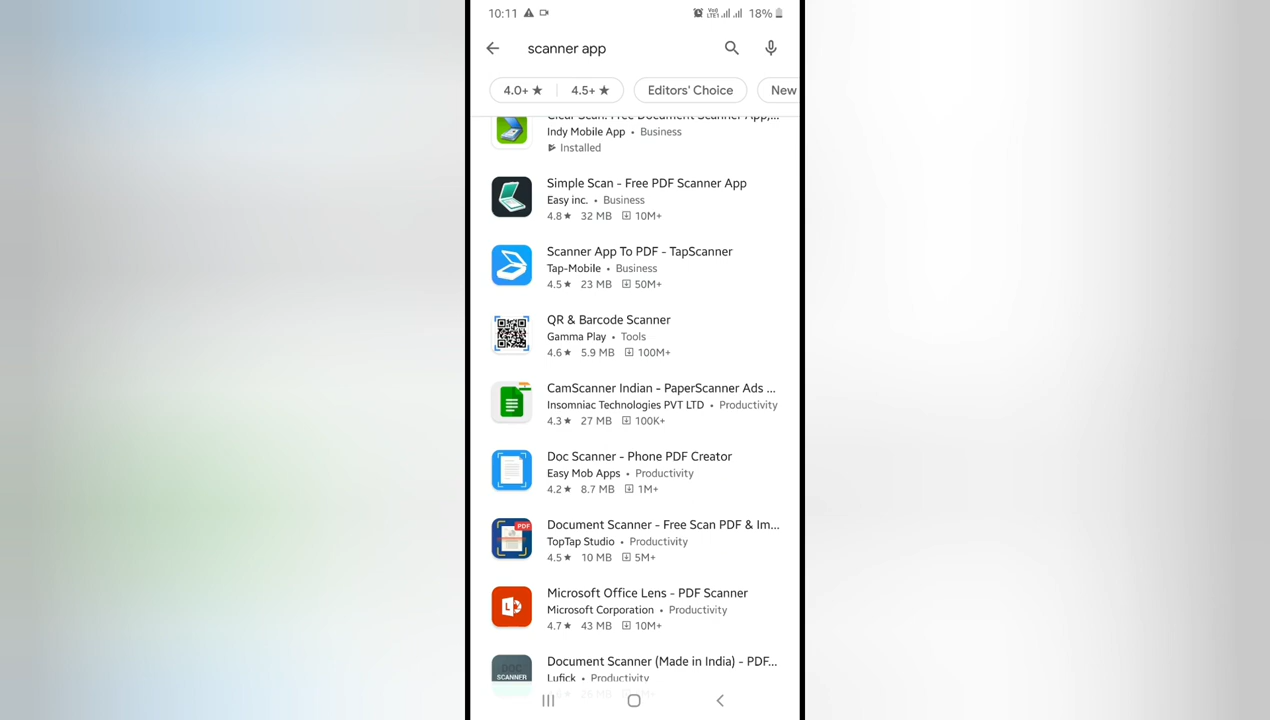 10:11
Vo) LTE1 18%
scanner app
4.0+ ★ 4.5+ ★ Editors' Choice New
Clear Scan: Free Document Scanner App,...
Indy Mobile App • Business
Installed
Simple Scan - Free PDF Scanner App
Easy inc. • Business
4.8★ 32 MB 10M+
Scanner App To PDF - TapScanner
Tap-Mobile • Business
4.5★ 23 MB 50M+
QR & Barcode Scanner
Gamma Play • Tools
4.6★ 5.9 MB 100M+
CamScanner Indian - PaperScanner Ads ...
Insomniac Technologies PVT LTD • Productivity
4.3★ 27 MB 100K+
Doc Scanner - Phone PDF Creator
Easy Mob Apps • Productivity
4.2★ 8.7 MB 1M+
PDF
Document Scanner - Free Scan PDF & Im...
TopTap Studio • Productivity
4.5★ 10 MB 5M+
Microsoft Office Lens - PDF Scanner
Microsoft Corporation • Productivity
4.7★ 43 MB 10M+
DOC
SCANNER
Document Scanner (Made in India) - PDF...
Lufick • Productivity